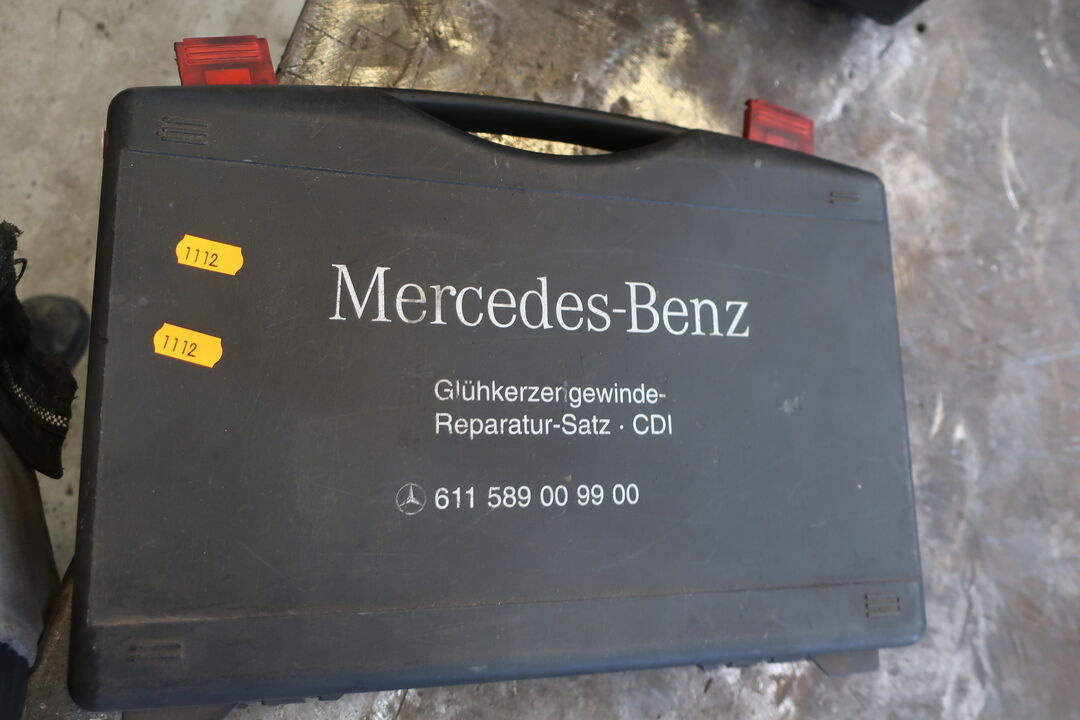 1112
1112
Mercedes-Benz
Glühkerzengewinde-
Reparatur-Satz · CDI
611 589 00 99 00